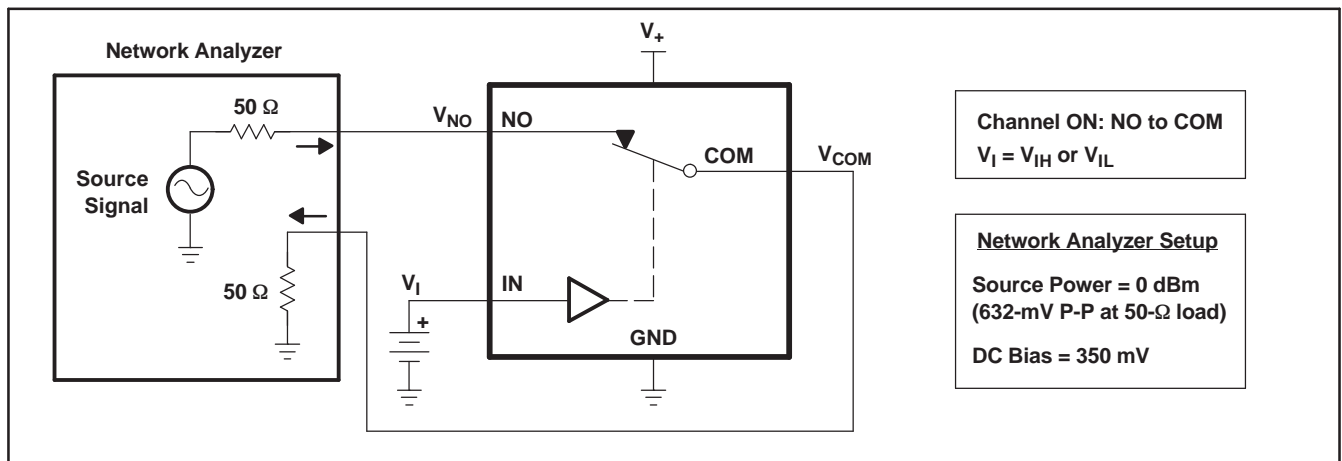 Network Analyzer
50 Ω
Source
Signal
50 Ω
V+
VNO
NO
COM
VCOM
VI
IN
+
GND
Channel ON: NO to COM
VI = VIH or VIL
Network Analyzer Setup
Source Power = 0 dBm
(632-mV P-P at 50-Ω load)
DC Bias = 350 mV